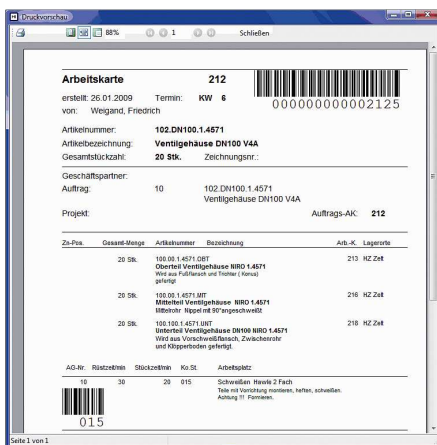 Druckvorschau
88% 1 Schließen
Arbeitskarte 212
erstellt: 26.01.2009 Termin: KW 6
von: Weigand, Friedrich
0000000000002125
Artikelnummer: 102.DN100.1.4571
Artikelbezeichnung: Ventilgehäuse DN100 V4A
Gesamtstückzahl: 20 Stk. Zeichnungsnr.:
Geschäftspartner:
Auftrag: 10 102.DN100.1.4571
Ventilgehäuse DN100 V4A
Projekt: Auftrags-AK: 212
Zn-Pos. Gesamt-Menge Artikelnummer Bezeichnung Arb.-K. Lagerorte
20 Stk. 100.00.1.4571.OBT 213 HZ Zelt
Oberteil Ventilgehäuse NIRO 1.4571
Wird aus Fußflansch und Trichter ( Konus)
gefertigt
20 Stk. 100.00.1.4571.MIT 216 HZ Zelt
Mittelteil Ventilgehäuse NIRO 1.4571
Mittelrohr Nippel mit 90°angeschweißt
20 Stk. 100.100.1.4571.UNT 218 HZ Zelt
Unterteil Ventilgehäuse DN100 NIRO 1.4571
Wird aus Vorschweißflansch, Zwischenrohr
und Klöpperboden gefertigt.
AG-Nr. Rüstzeit/min Stückzeit/min Ko.St. Arbeitsplatz
10 30 20 015 Schweißen Hawle 2 Fach
Teile mit Vorrichtung montieren, heften, schweißen.
Achtung !!! Formieren.
015
Seite 1 von 1